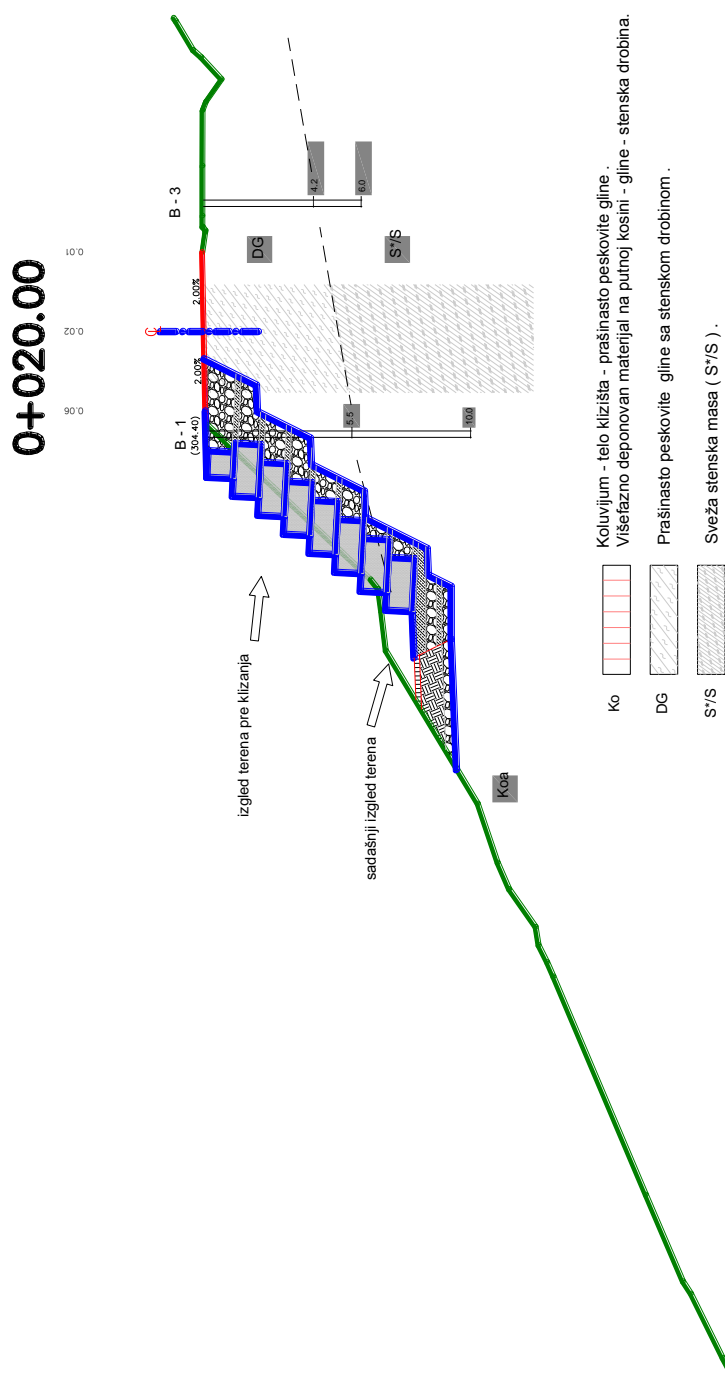 0+020.00
0.01
0.02
0.06
B - 3
4.2
6.0
DG
S*/S
2.00%
2.00%
B - 1
(304.40)
5.5
10.0
izgled terena pre klizanja
sadašnji izgled terena
Koa
Ko
Koluvijum - telo klizišta - prašinasto peskovite gline .
Višefazno deponovan materijal na putnoj kosini - gline - stenska drobina.
DG
Prašinasto peskovite gline sa stenskom drobinom .
S*/S
Sveža stenska masa ( S*/S ) .